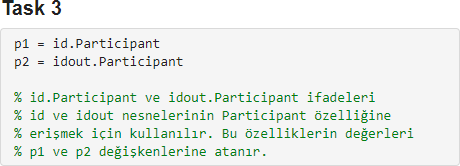 Task 3
p1 = id.Participant
p2 = idout.Participant
% id.Participant ve idout.Participant ifadeleri
% id ve idout nesnelerinin Participant özelliğine
% erişmek için kullanılır. Bu özelliklerin değerleri
% p1 ve p2 değişkenlerine atanır.